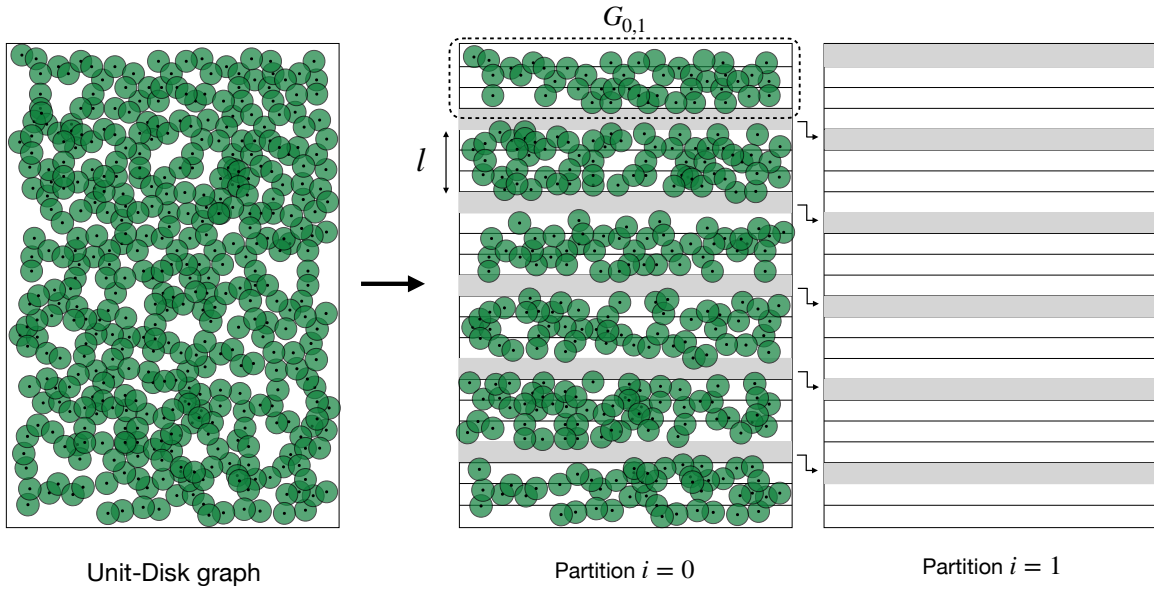 G_{0,1}
l
Unit-Disk graph
Partition i = 0
Partition i = 1